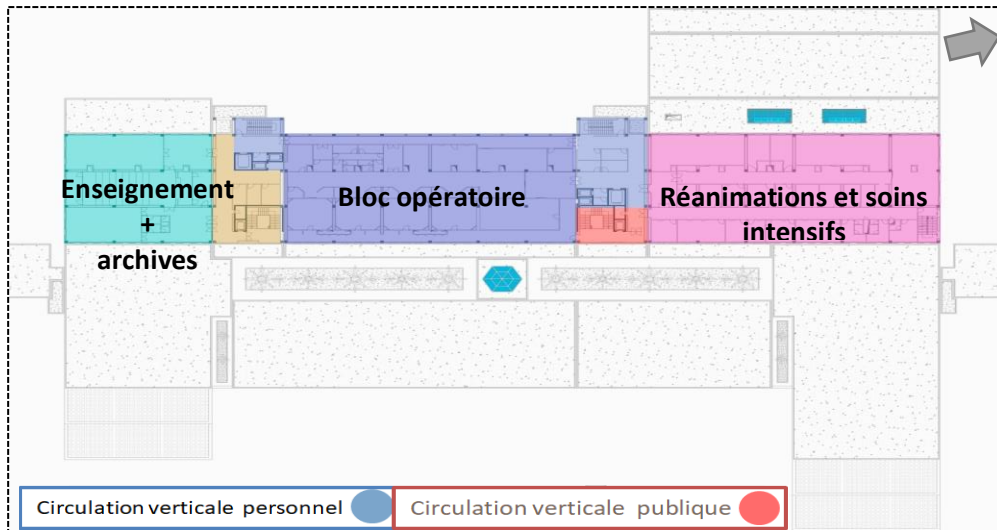 Enseignement
+
archives
Bloc opératoire
Réanimations et soins
intensifs
Circulation verticale personnel
Circulation verticale publique